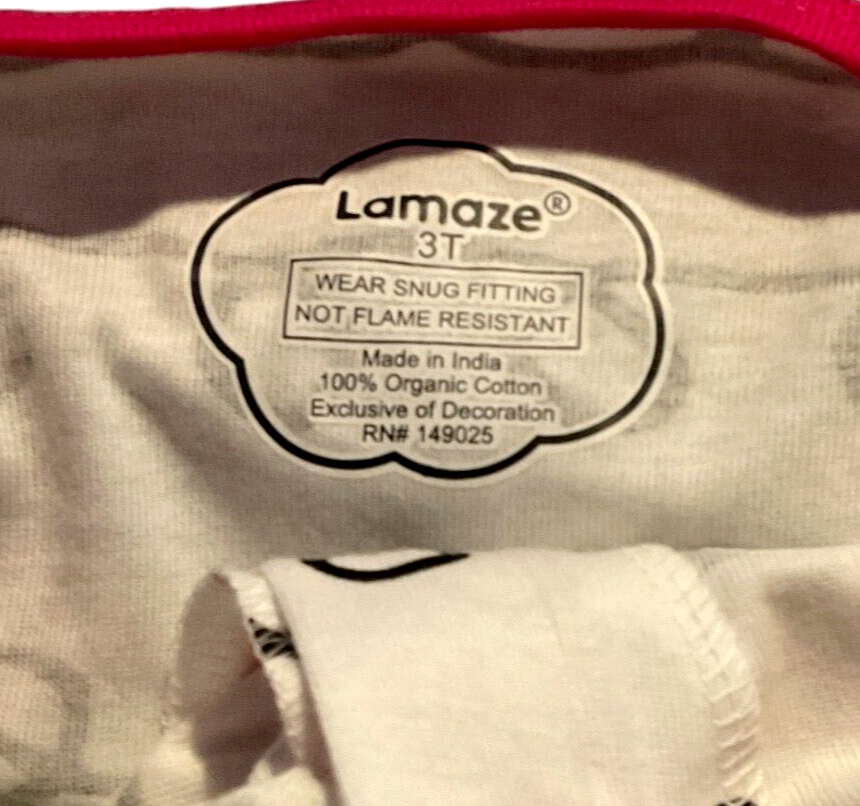 Lamaze®
3T
WEAR SNUG FITTING
NOT FLAME RESISTANT
Made in India
100% Organic Cotton
Exclusive of Decoration
RN# 149025